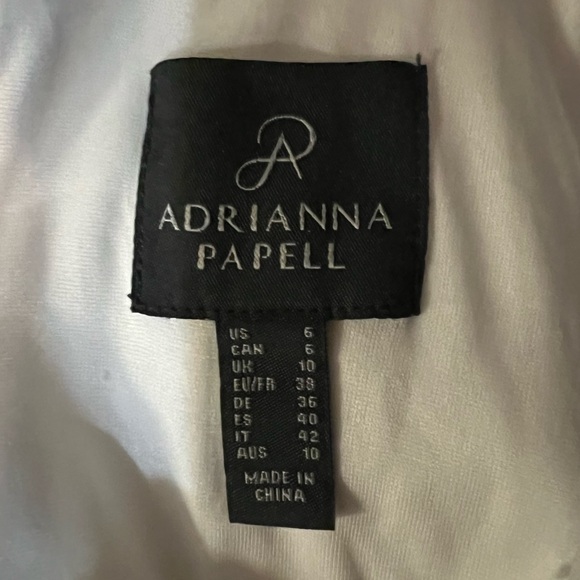 ADRIANNA
PAPELL
US 6
CAN 6
UK 10
EU/FR 38
DE 36
ES 40
IT 42
AUS 10
MADE IN
CHINA